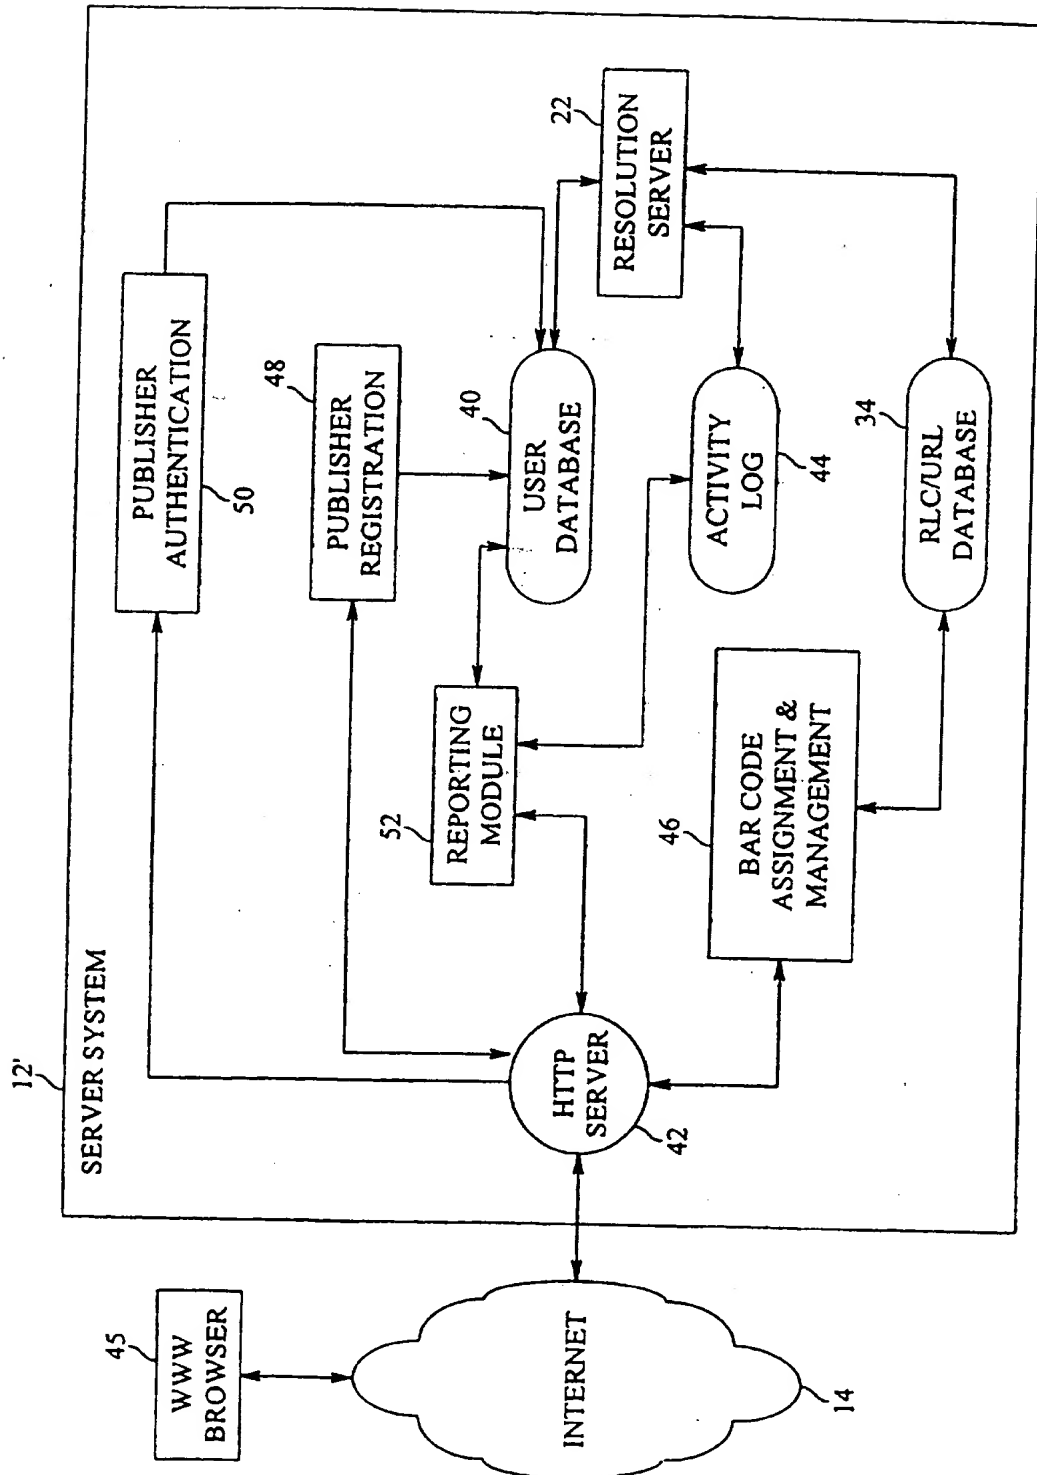 12'
SERVER SYSTEM
45
WWW
BROWSER
INTERNET
14
HTTP
SERVER
42
PUBLISHER
AUTHENTICATION
50
48
PUBLISHER
REGISTRATION
52
REPORTING
MODULE
40
USER
DATABASE
22
RESOLUTION
SERVER
ACTIVITY
LOG
44
46
BAR CODE
ASSIGNMENT &
MANAGEMENT
34
RLC/URL
DATABASE